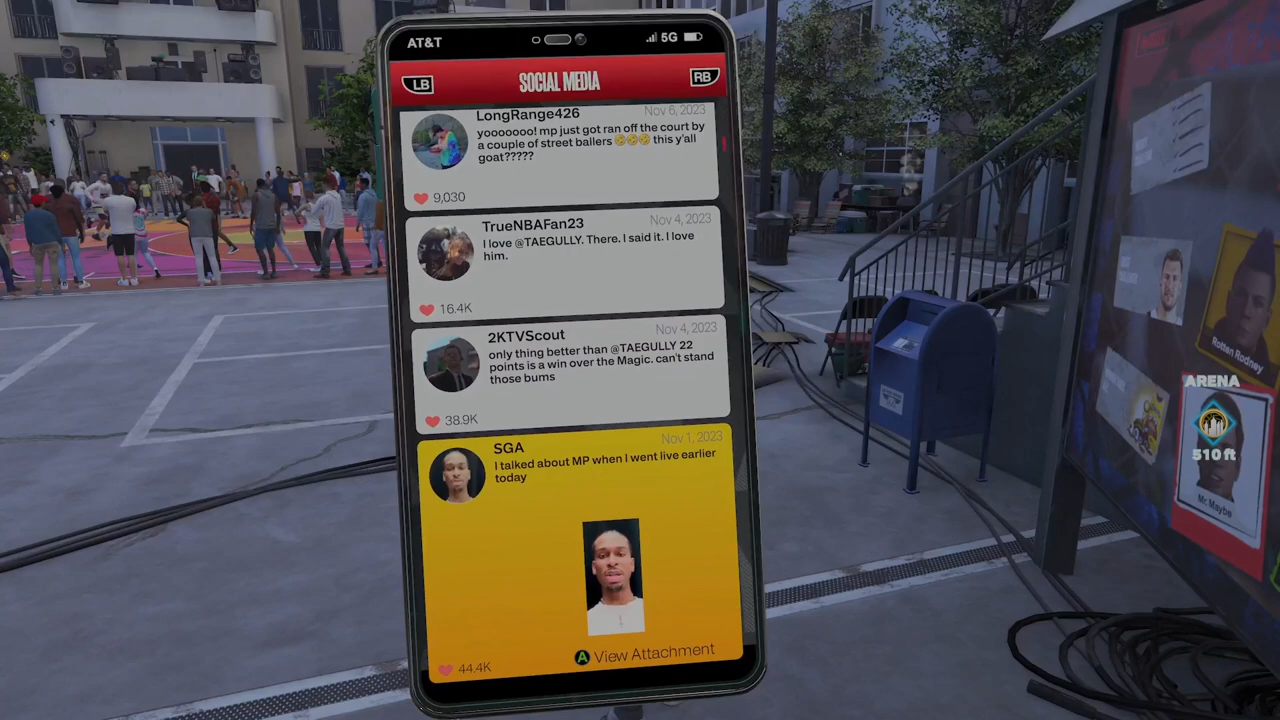 AT&T
5G
LB
SOCIAL MEDIA
RB
LongRange426
Nov 6, 2023
yooooooo! mp just got ran off the court by
a couple of street ballers 🤣🤣🤣 this y'all
goat?????
9,030
TrueNBAFan23
Nov 4, 2023
I love @TAEGULLY. There. I said it. I love
him.
16.4K
2KTVScout
Nov 4, 2023
only thing better than @TAEGULLY 22
points is a win over the Magic. can't stand
those bums
38.9K
SGA
Nov 1, 2023
I talked about MP when I went live earlier
today
A View Attachment
44.4K
Rotten Rodney
ARENA
510 ft
Mr. Maybe